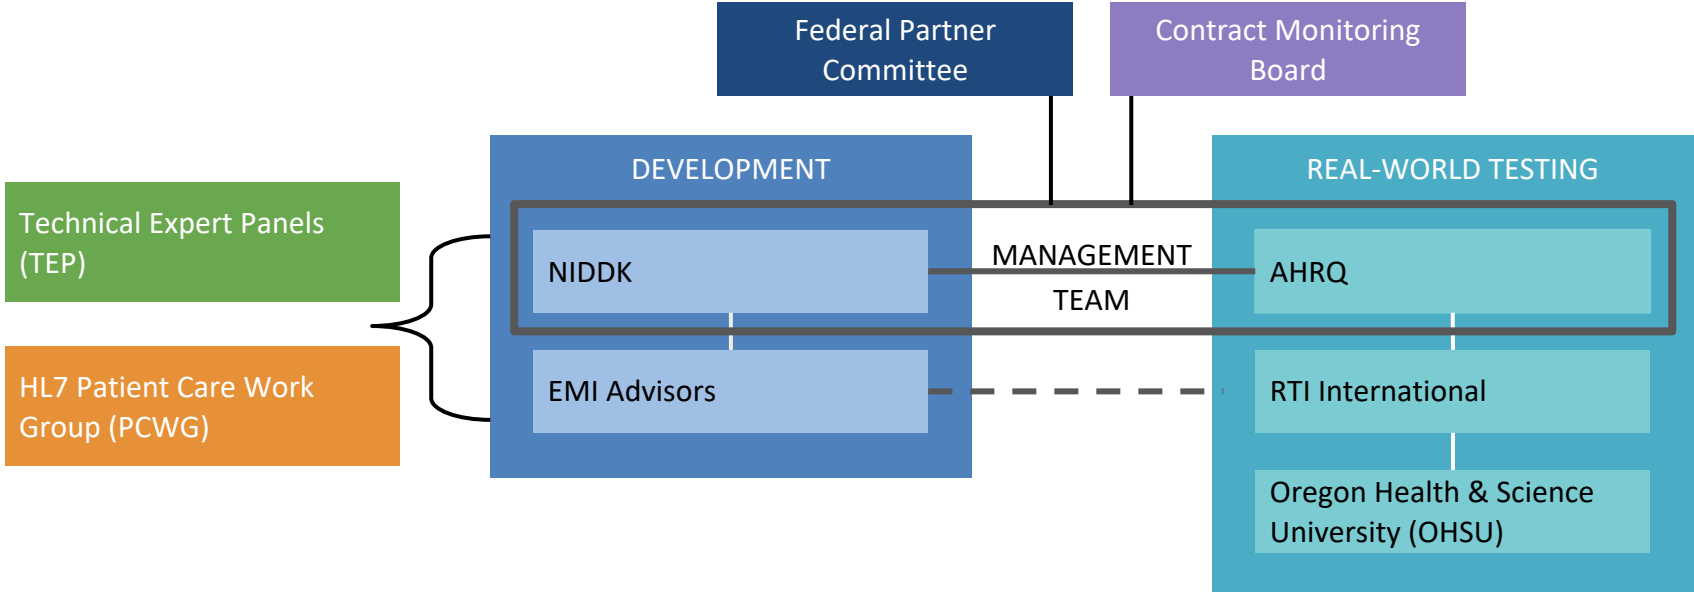 Federal Partner
Committee
Contract Monitoring
Board
DEVELOPMENT
REAL-WORLD TESTING
Technical Expert Panels
(TEP)
NIDDK
MANAGEMENT
TEAM
AHRQ
HL7 Patient Care Work
Group (PCWG)
EMI Advisors
RTI International
Oregon Health & Science
University (OHSU)